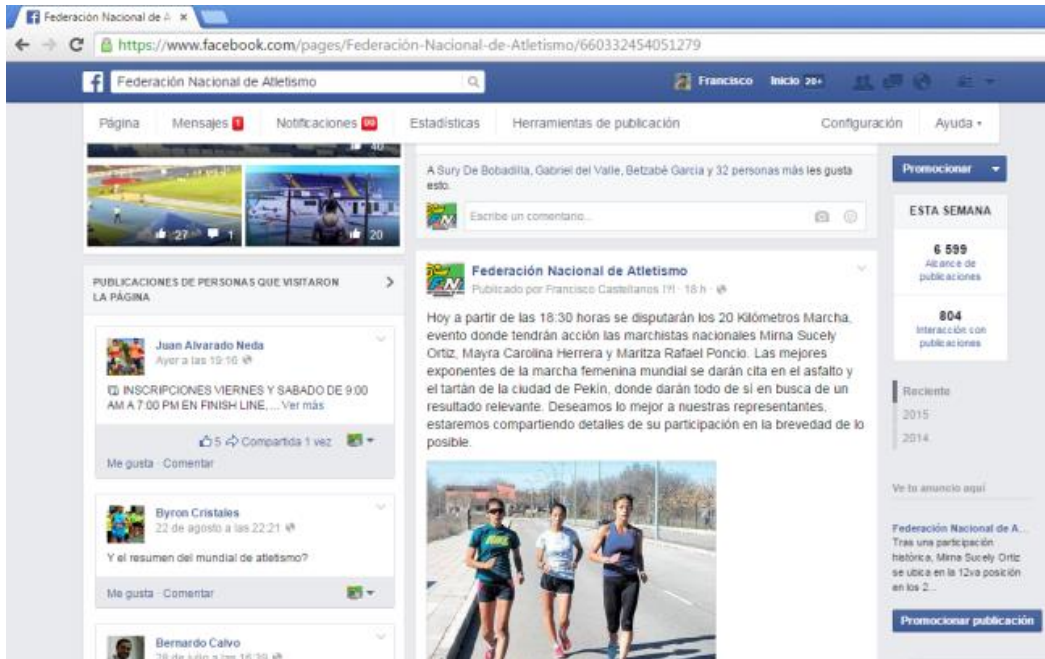 Federación Nacional de A
https://www.facebook.com/pages/Federación-Nacional-de-Atletismo/660332454051279
Federación Nacional de Atletismo
Francisco Inicio 20+
Página Mensajes 1 Notificaciones 99 Estadísticas Herramientas de publicación Configuración Ayuda
40
27 1 20
PUBLICACIONES DE PERSONAS QUE VISITARON
LA PÁGINA
Juan Alvarado Neda
Ayer a las 19:16
INSCRIPCIONES VIERNES Y SABADO DE 9:00
AM A 7:00 PM EN FINISH LINE, ... Ver más
5 Compartida 1 vez
Me gusta · Comentar
Byron Cristales
22 de agosto a las 22:21
Y el resumen del mundial de atletismo?
Me gusta · Comentar
Bernardo Calvo
28 de julio a las 16:39
A Sury De Bobadilla, Gabriel del Valle, Betzabé Garcia y 32 personas más les gusta
esto.
Escribe un comentario...
Federación Nacional de Atletismo
Publicado por Francisco Castellanos [?] · 18 h ·
Hoy a partir de las 18:30 horas se disputarán los 20 Kilómetros Marcha,
evento donde tendrán acción las marchistas nacionales Mirna Sucely
Ortiz, Mayra Carolina Herrera y Maritza Rafael Poncio. Las mejores
exponentes de la marcha femenina mundial se darán cita en el asfalto y
el tartán de la ciudad de Pekín, donde darán todo de sí en busca de un
resultado relevante. Deseamos lo mejor a nuestras representantes,
estaremos compartiendo detalles de su participación en la brevedad de lo
posible.
Promocionar
ESTA SEMANA
6 599
Alcance de
publicaciones
804
Interacción con
publicaciones
Reciente
2015
2014
Ve tu anuncio aquí
Federación Nacional de A...
Tras una participación
histórica, Mirna Sucely Ortiz
se ubica en la 12va posición
en los 2...
Promocionar publicación